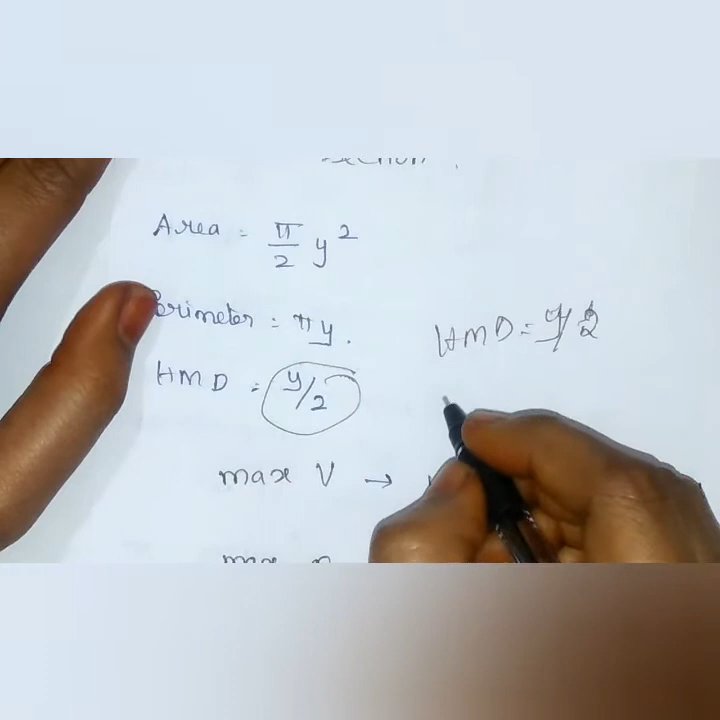 Area = π/2 y²
Perimeter = πy.
HMD = y/2
HMD = y/2
max V →